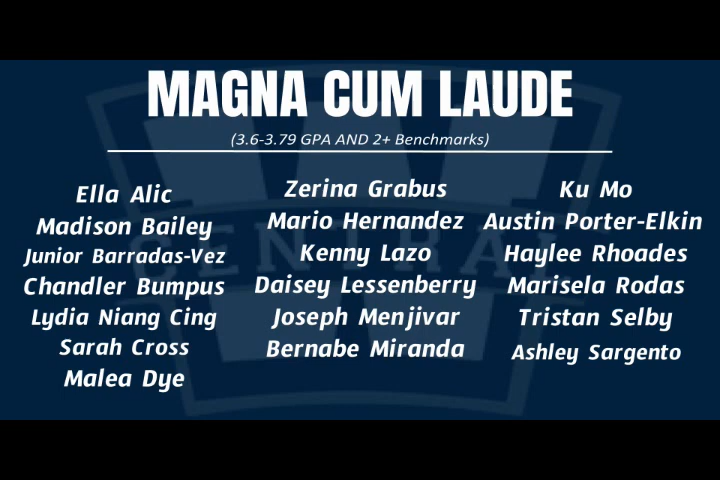 MAGNA CUM LAUDE
(3.6-3.79 GPA AND 2+ Benchmarks)
Ella Alic
Madison Bailey
Junior Barradas-Vez
Chandler Bumpus
Lydia Niang Cing
Sarah Cross
Malea Dye
Zerina Grabus
Mario Hernandez
Kenny Lazo
Daisey Lessenberry
Joseph Menjivar
Bernabe Miranda
Ku Mo
Austin Porter-Elkin
Haylee Rhoades
Marisela Rodas
Tristan Selby
Ashley Sargento
CENTRAL